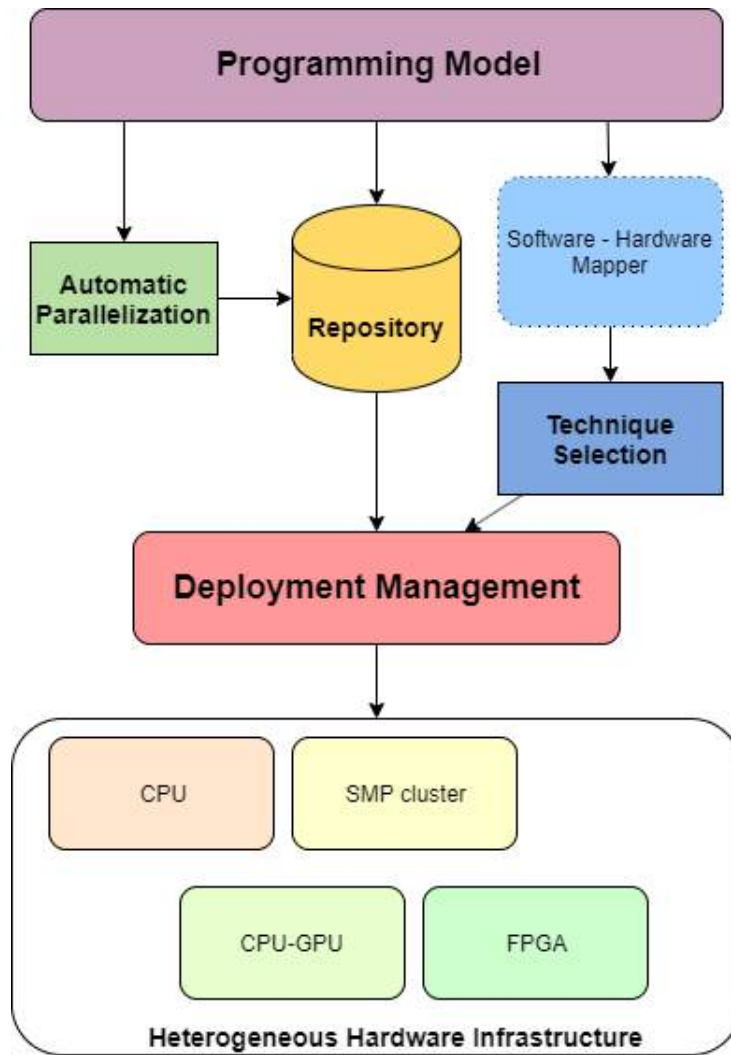 Programming Model
Software - Hardware
Mapper
Automatic
Parallelization
Repository
Technique
Selection
Deployment Management
CPU
SMP cluster
CPU-GPU
FPGA
Heterogeneous Hardware Infrastructure